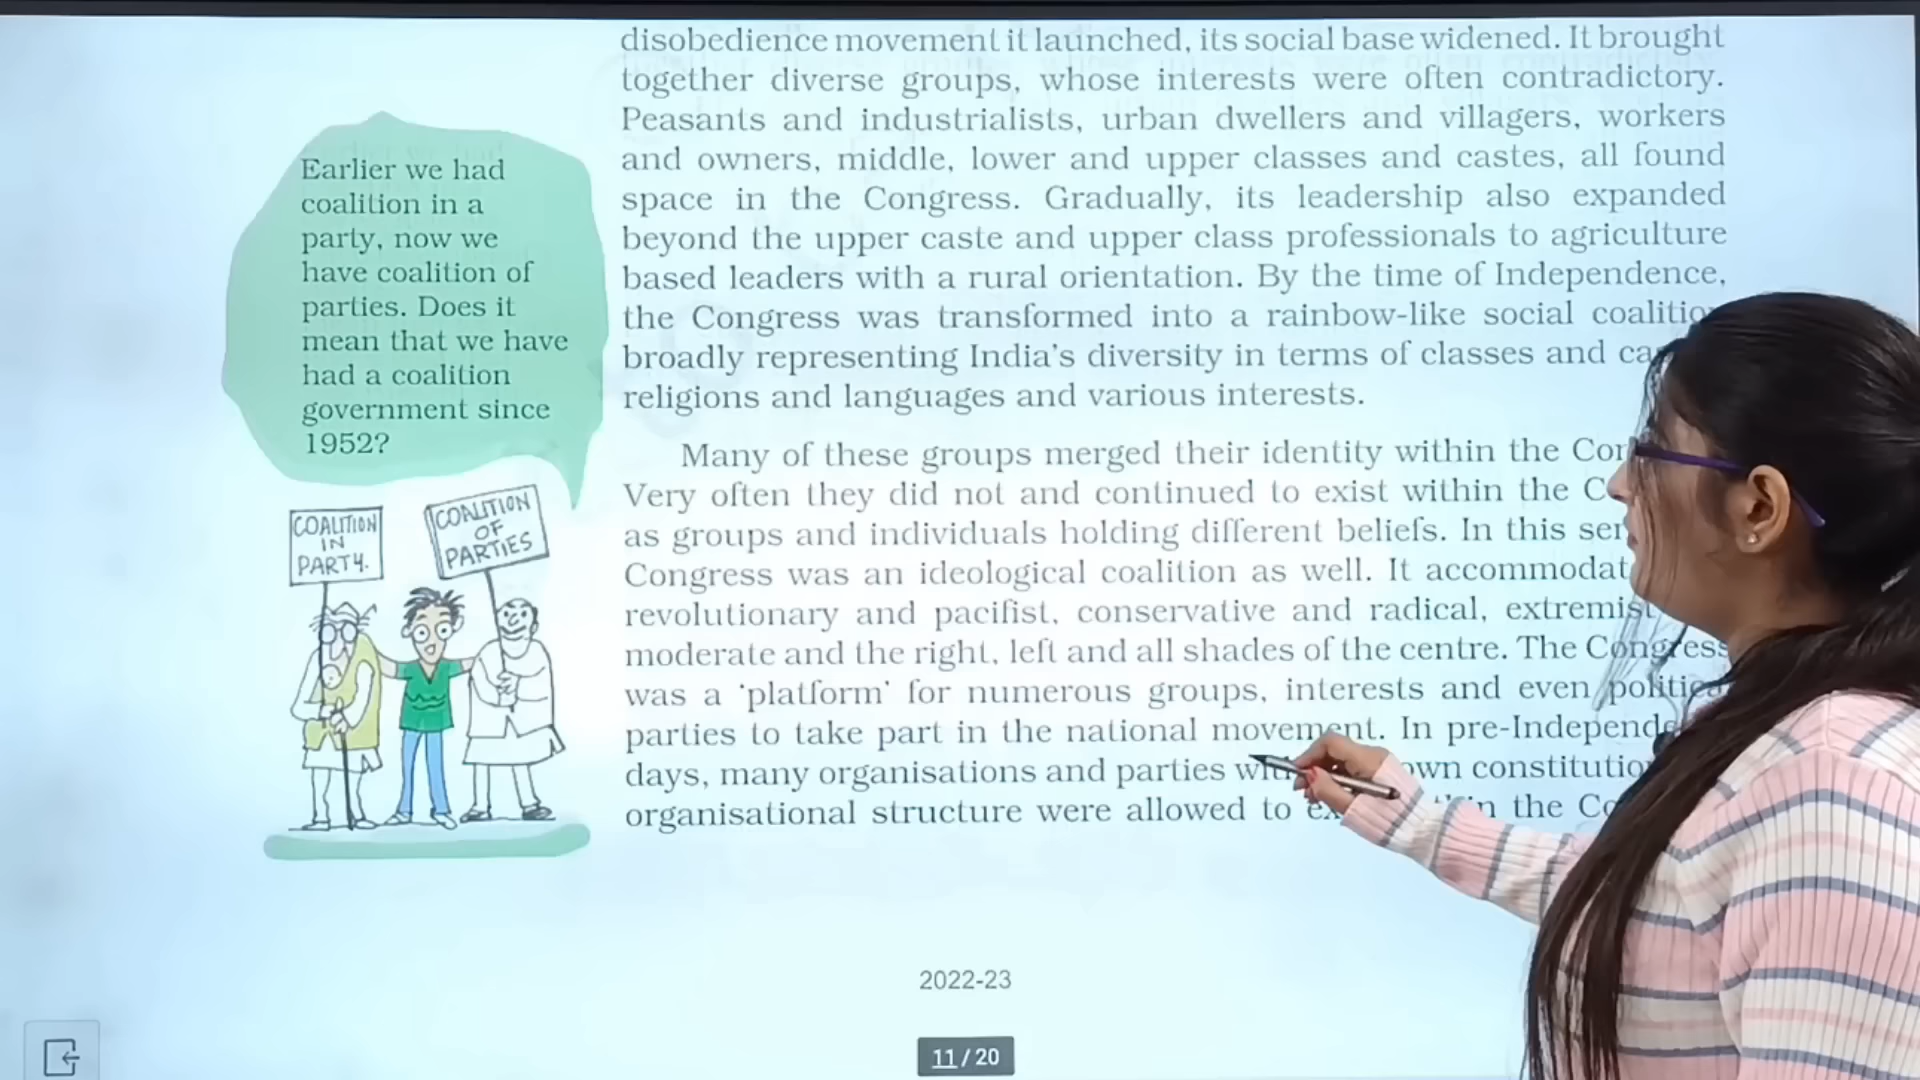 disobedience movement it launched, its social base widened. It brought
together diverse groups, whose interests were often contradictory.
Peasants and industrialists, urban dwellers and villagers, workers
and owners, middle, lower and upper classes and castes, all found
space in the Congress. Gradually, its leadership also expanded
beyond the upper caste and upper class professionals to agriculture
based leaders with a rural orientation. By the time of Independence,
the Congress was transformed into a rainbow-like social
broadly representing India's diversity in terms of classes and
religions and languages and various interests.
Many of these groups merged their identity within the
Very often they did not and continued to exist within the
as groups and individuals holding different beliefs. In this
Congress was an ideological coalition as well. It
revolutionary and pacifist, conservative and radical,
moderate and the right, left and all shades of the centre. The Congress
was a 'platform' for numerous groups, interests and even
parties to take part in the national movement. In
days, many organisations and parties own
organisational structure were allowed to the
Earlier we had
coalition in a
party, now we
have coalition of
parties. Does it
mean that we have
had a coalition
government since
1952?
COALITION
IN
PARTY.
COALITION
OF
PARTIES
2022-23
11 / 20